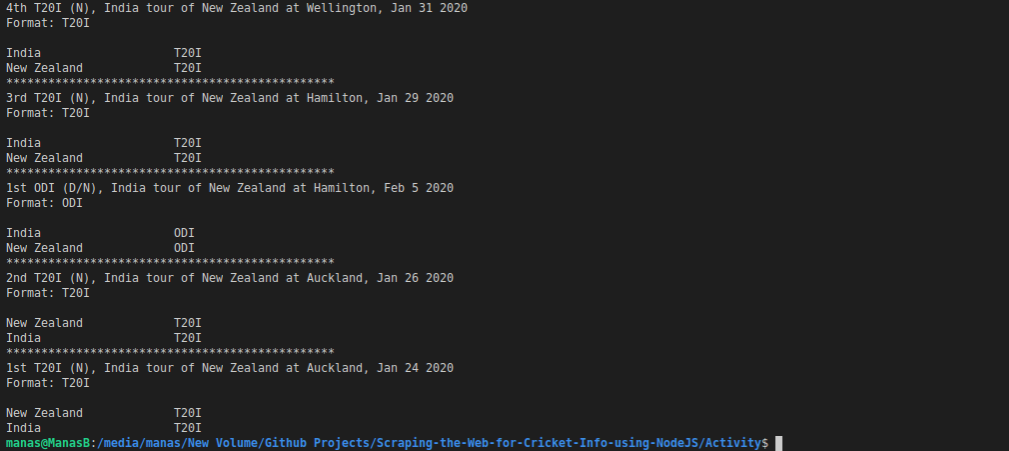 4th T20I (N), India tour of New Zealand at Wellington, Jan 31 2020
Format: T20I
India T20I
New Zealand T20I
***********************************************
3rd T20I (N), India tour of New Zealand at Hamilton, Jan 29 2020
Format: T20I
India T20I
New Zealand T20I
***********************************************
1st ODI (D/N), India tour of New Zealand at Hamilton, Feb 5 2020
Format: ODI
India ODI
New Zealand ODI
***********************************************
2nd T20I (N), India tour of New Zealand at Auckland, Jan 26 2020
Format: T20I
New Zealand T20I
India T20I
***********************************************
1st T20I (N), India tour of New Zealand at Auckland, Jan 24 2020
Format: T20I
New Zealand T20I
India T20I
manas@ManasB:/media/manas/New Volume/Github Projects/Scraping-the-Web-for-Cricket-Info-using-NodeJS/Activity$